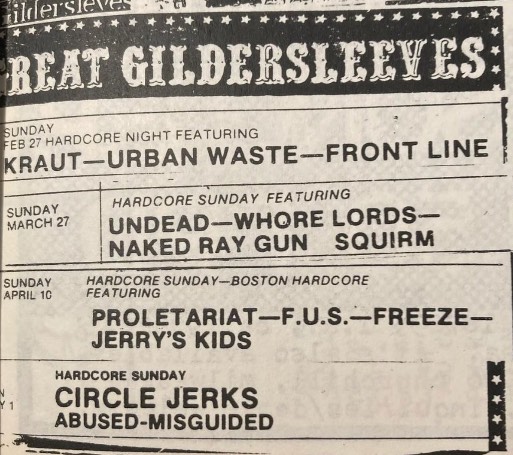 ildersleeves
REAT GILDERSLEEVES
SUNDAY
FEB 27 HARDCORE NIGHT FEATURING
KRAUT—URBAN WASTE—FRONT LINE
SUNDAY
MARCH 27
HARDCORE SUNDAY FEATURING
UNDEAD—WHORE LORDS—
NAKED RAY GUN SQUIRM
SUNDAY
APRIL 10
HARDCORE SUNDAY—BOSTON HARDCORE
FEATURING
PROLETARIAT—F.U.S.—FREEZE—
JERRY'S KIDS
N
Y 1
HARDCORE SUNDAY
CIRCLE JERKS
ABUSED-MISGUIDED